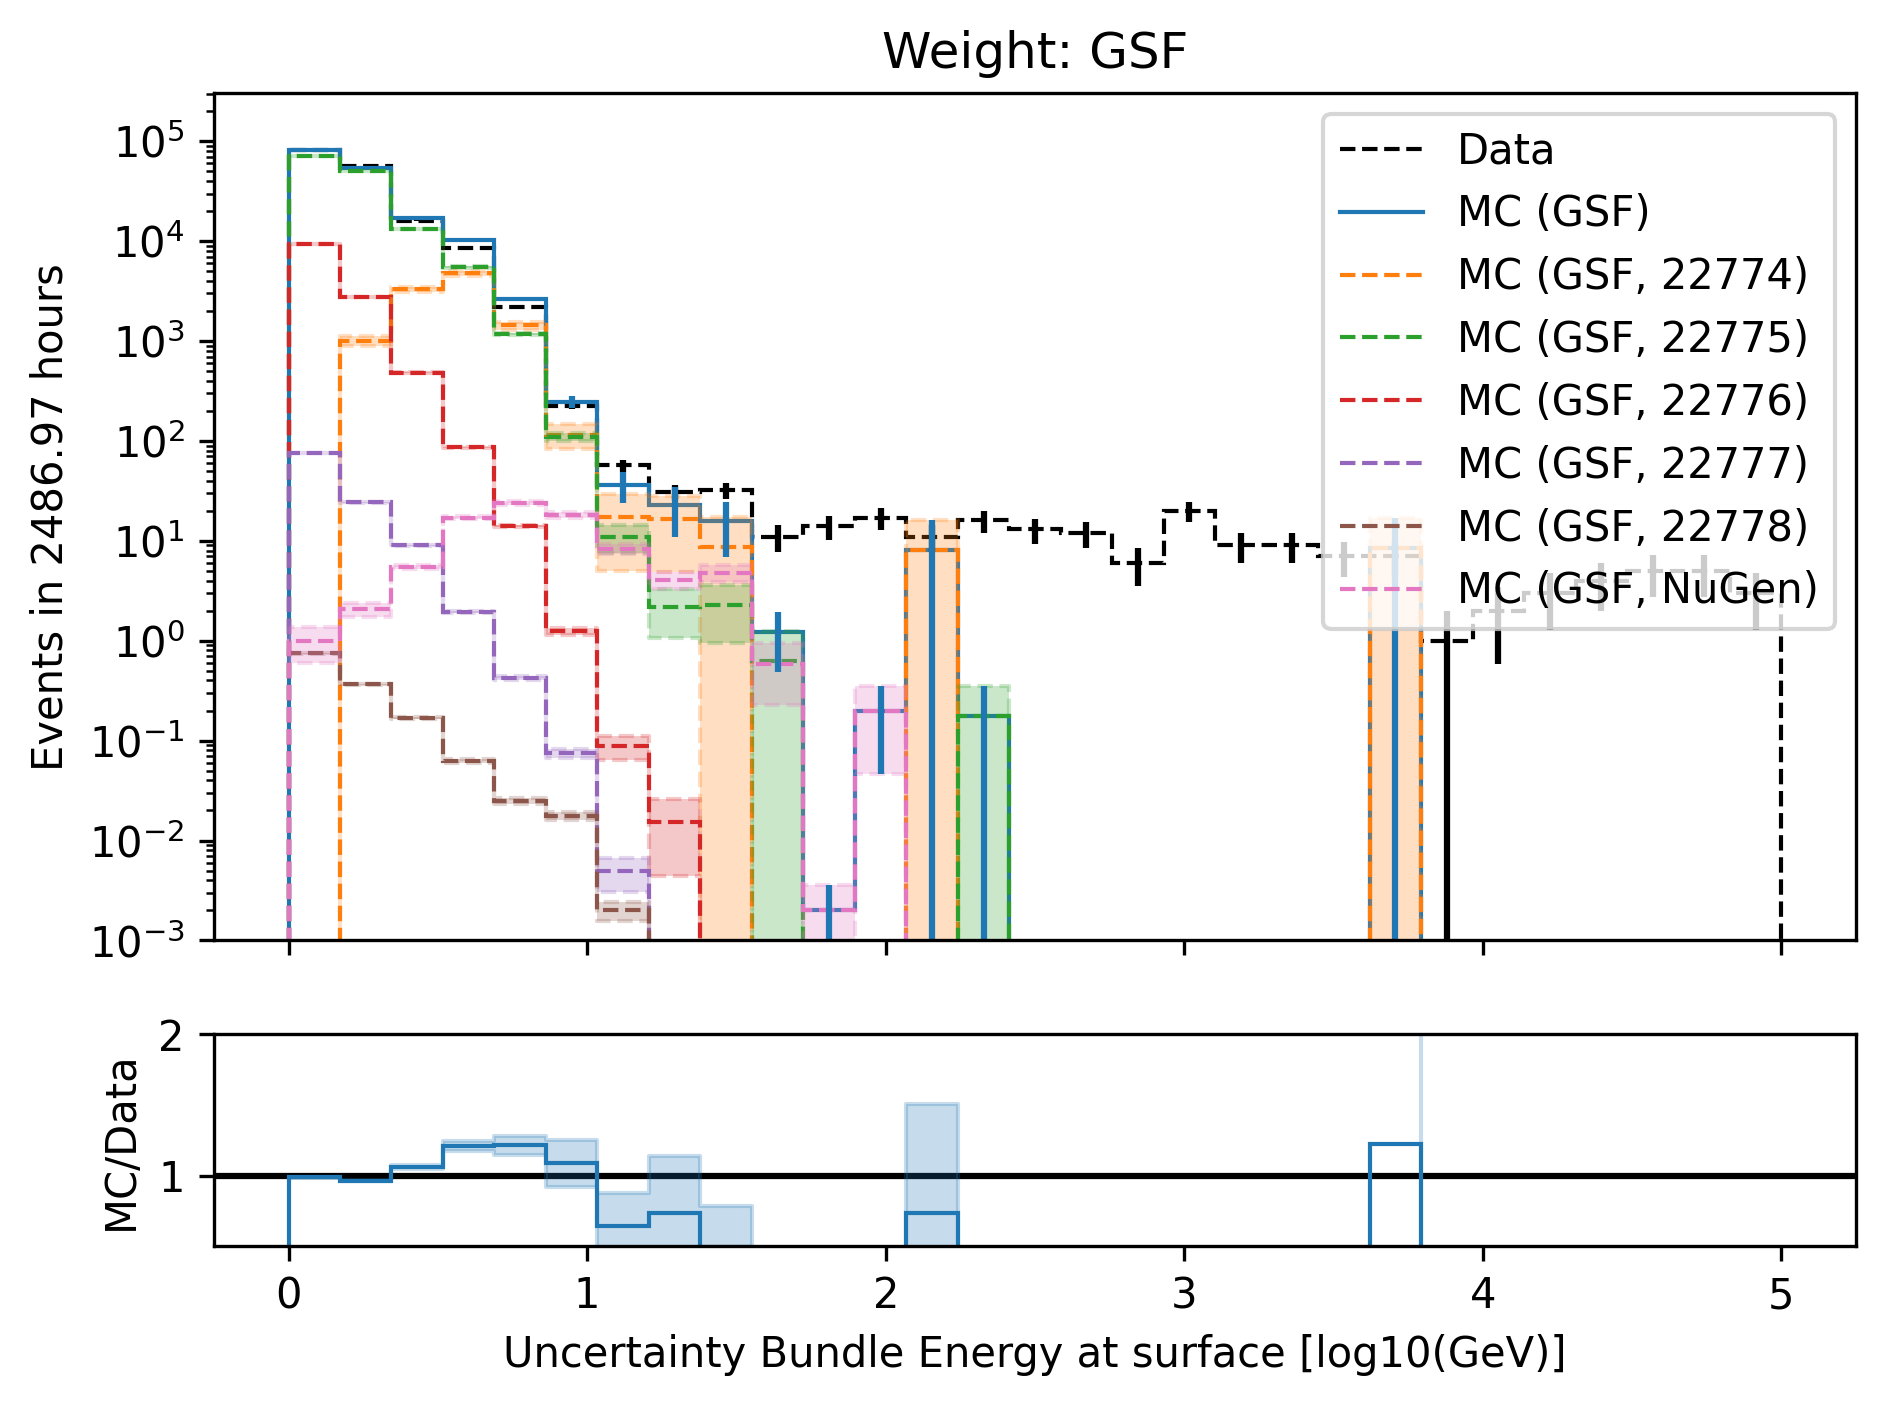 Weight: GSF
Events in 2486.97 hours
10^5
10^4
10^3
10^2
10^1
10^0
10^−1
10^−2
10^−3
Data
MC (GSF)
MC (GSF, 22774)
MC (GSF, 22775)
MC (GSF, 22776)
MC (GSF, 22777)
MC (GSF, 22778)
MC (GSF, NuGen)
MC/Data
2
1
0 1 2 3 4 5
Uncertainty Bundle Energy at surface [log10(GeV)]